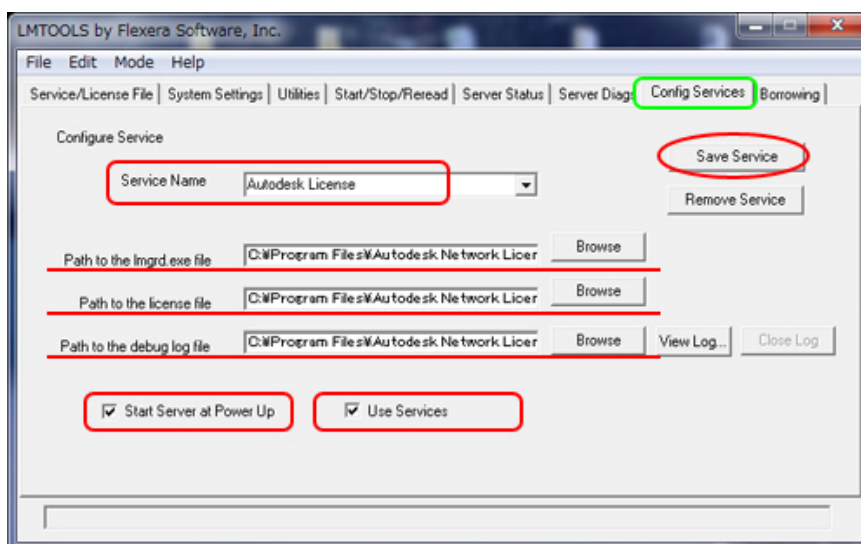 LMTOOLS by Flexera Software, Inc.
File Edit Mode Help
Service/License File System Settings Utilities Start/Stop/Reread Server Status Server Diags Config Services Borrowing
Configure Service
Save Service
Service Name Autodesk License
Remove Service
Path to the lmgrd.exe file C:¥Program Files¥Autodesk Network Licer Browse
Path to the license file C:¥Program Files¥Autodesk Network Licer Browse
Path to the debug log file C:¥Program Files¥Autodesk Network Licer Browse View Log... Close Log
Start Server at Power Up Use Services